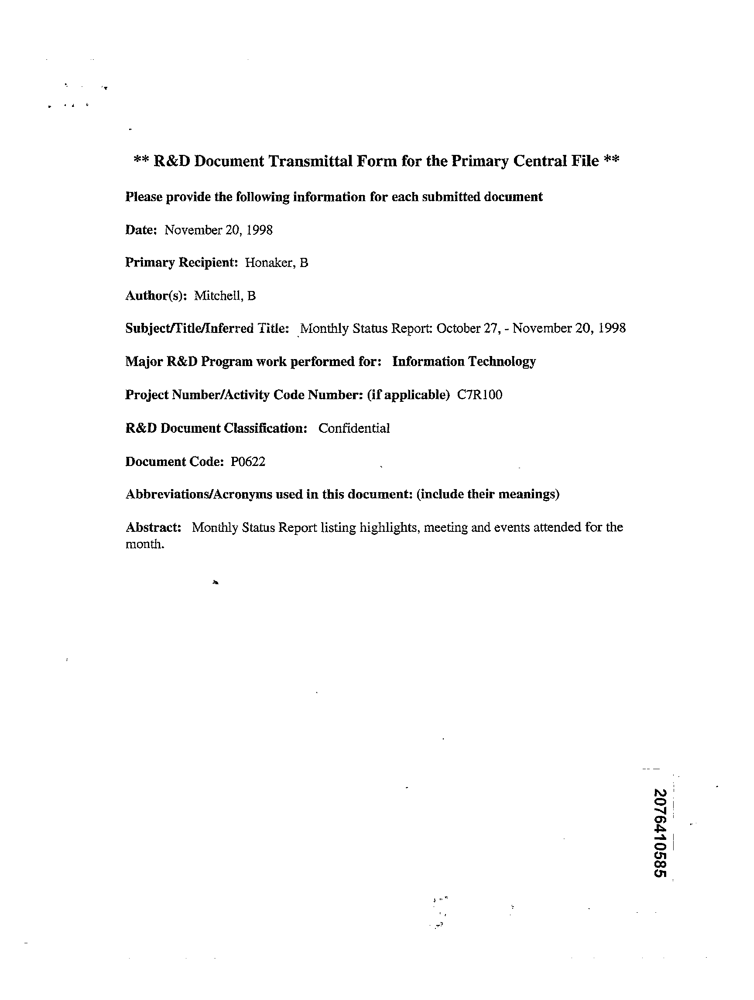 ** R&D Document Transmittal Form for the Primary Central File **
Please provide the following information for each submitted document
Date: November 20, 1998
Primary Recipient: Honaker, B
Author(s): Mitchell, B
Subject/Title/Inferred Title: Monthly Status Report: October 27, - November 20, 1998
Major R&D Program work performed for: Information Technology
Project Number/Activity Code Number: (if applicable) C7R100
R&D Document Classification: Confidential
Document Code: P0622
Abbreviations/Acronyms used in this document: (include their meanings)
Abstract: Monthly Status Report listing highlights, meeting and events attended for the
month.
2076410585